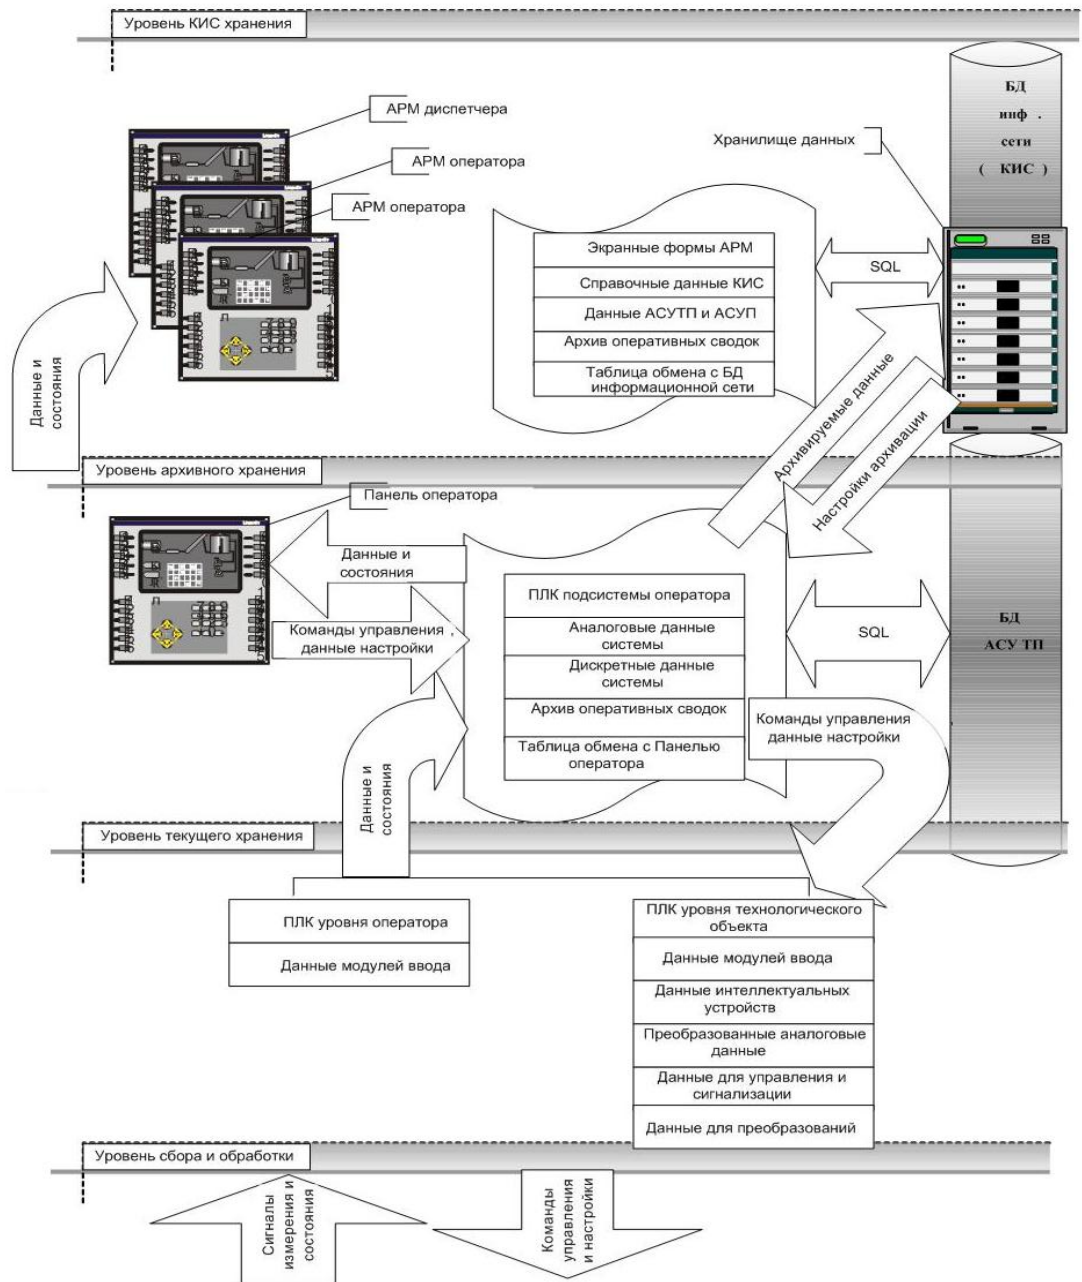 Уровень КИС хранения
БД
инф .
сети
( КИС )
АРМ диспетчера
АРМ оператора
АРМ оператора
Хранилище данных
Экранные формы АРМ
Справочные данные КИС
Данные АСУТП и АСУП
Архив оперативных сводок
Таблица обмена с БД
информационной сети
SQL
Данные и
состояния
Архивируемые данные
Настройки архивации
Уровень архивного хранения
Панель оператора
Данные и
состояния
Команды управления ,
данные настройки
ПЛК подсистемы оператора
Аналоговые данные
системы
Дискретные данные
системы
Архив оперативных сводок
Таблица обмена с Панелью
оператора
SQL
БД
АСУ ТП
Команды управления
данные настройки
Данные и
состояния
Уровень текущего хранения
ПЛК уровня оператора
Данные модулей ввода
ПЛК уровня технологического
объекта
Данные модулей ввода
Данные интеллектуальных
устройств
Преобразованные аналоговые
данные
Данные для управления и
сигнализации
Данные для преобразований
Уровень сбора и обработки
Сигналы
измерения и
состояния
Команды
управления
и настройки